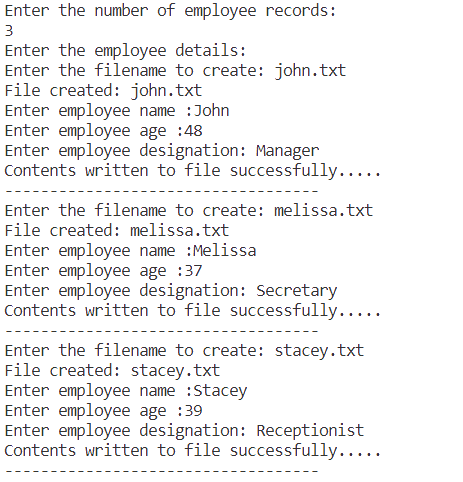 Enter the number of employee records:
3
Enter the employee details:
Enter the filename to create: john.txt
File created: john.txt
Enter employee name :John
Enter employee age :48
Enter employee designation: Manager
Contents written to file successfully.....
-----------------------------------
Enter the filename to create: melissa.txt
File created: melissa.txt
Enter employee name :Melissa
Enter employee age :37
Enter employee designation: Secretary
Contents written to file successfully.....
-----------------------------------
Enter the filename to create: stacey.txt
File created: stacey.txt
Enter employee name :Stacey
Enter employee age :39
Enter employee designation: Receptionist
Contents written to file successfully.....
-----------------------------------